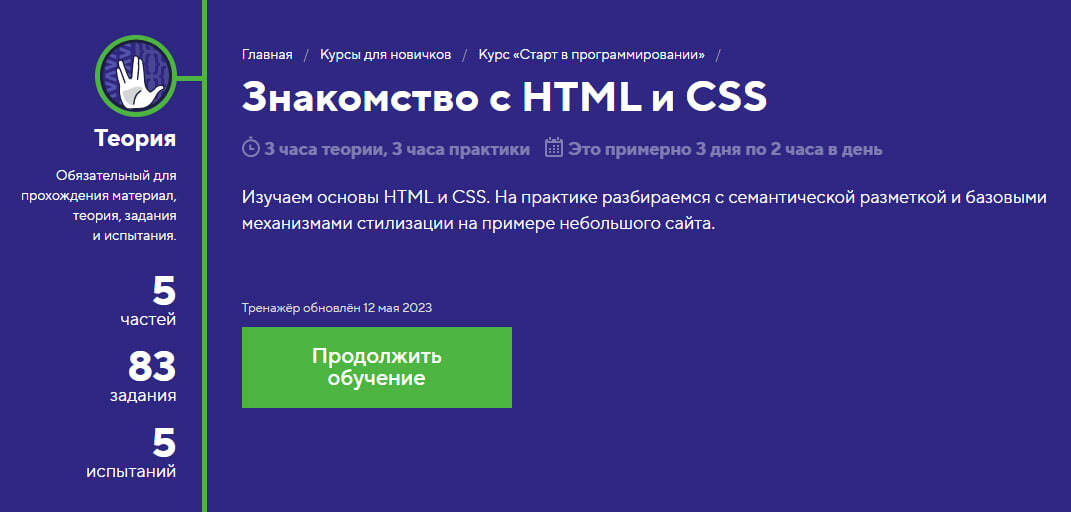 Теория
Обязательный для
прохождения материал,
теория, задания
и испытания.
5
частей
83
задания
5
испытаний
Главная / Курсы для новичков / Курс «Старт в программировании» /
Знакомство с HTML и CSS
3 часа теории, 3 часа практики Это примерно 3 дня по 2 часа в день
Изучаем основы HTML и CSS. На практике разбираемся с семантической разметкой и базовыми
механизмами стилизации на примере небольшого сайта.
Тренажёр обновлён 12 мая 2023
Продолжить
обучение